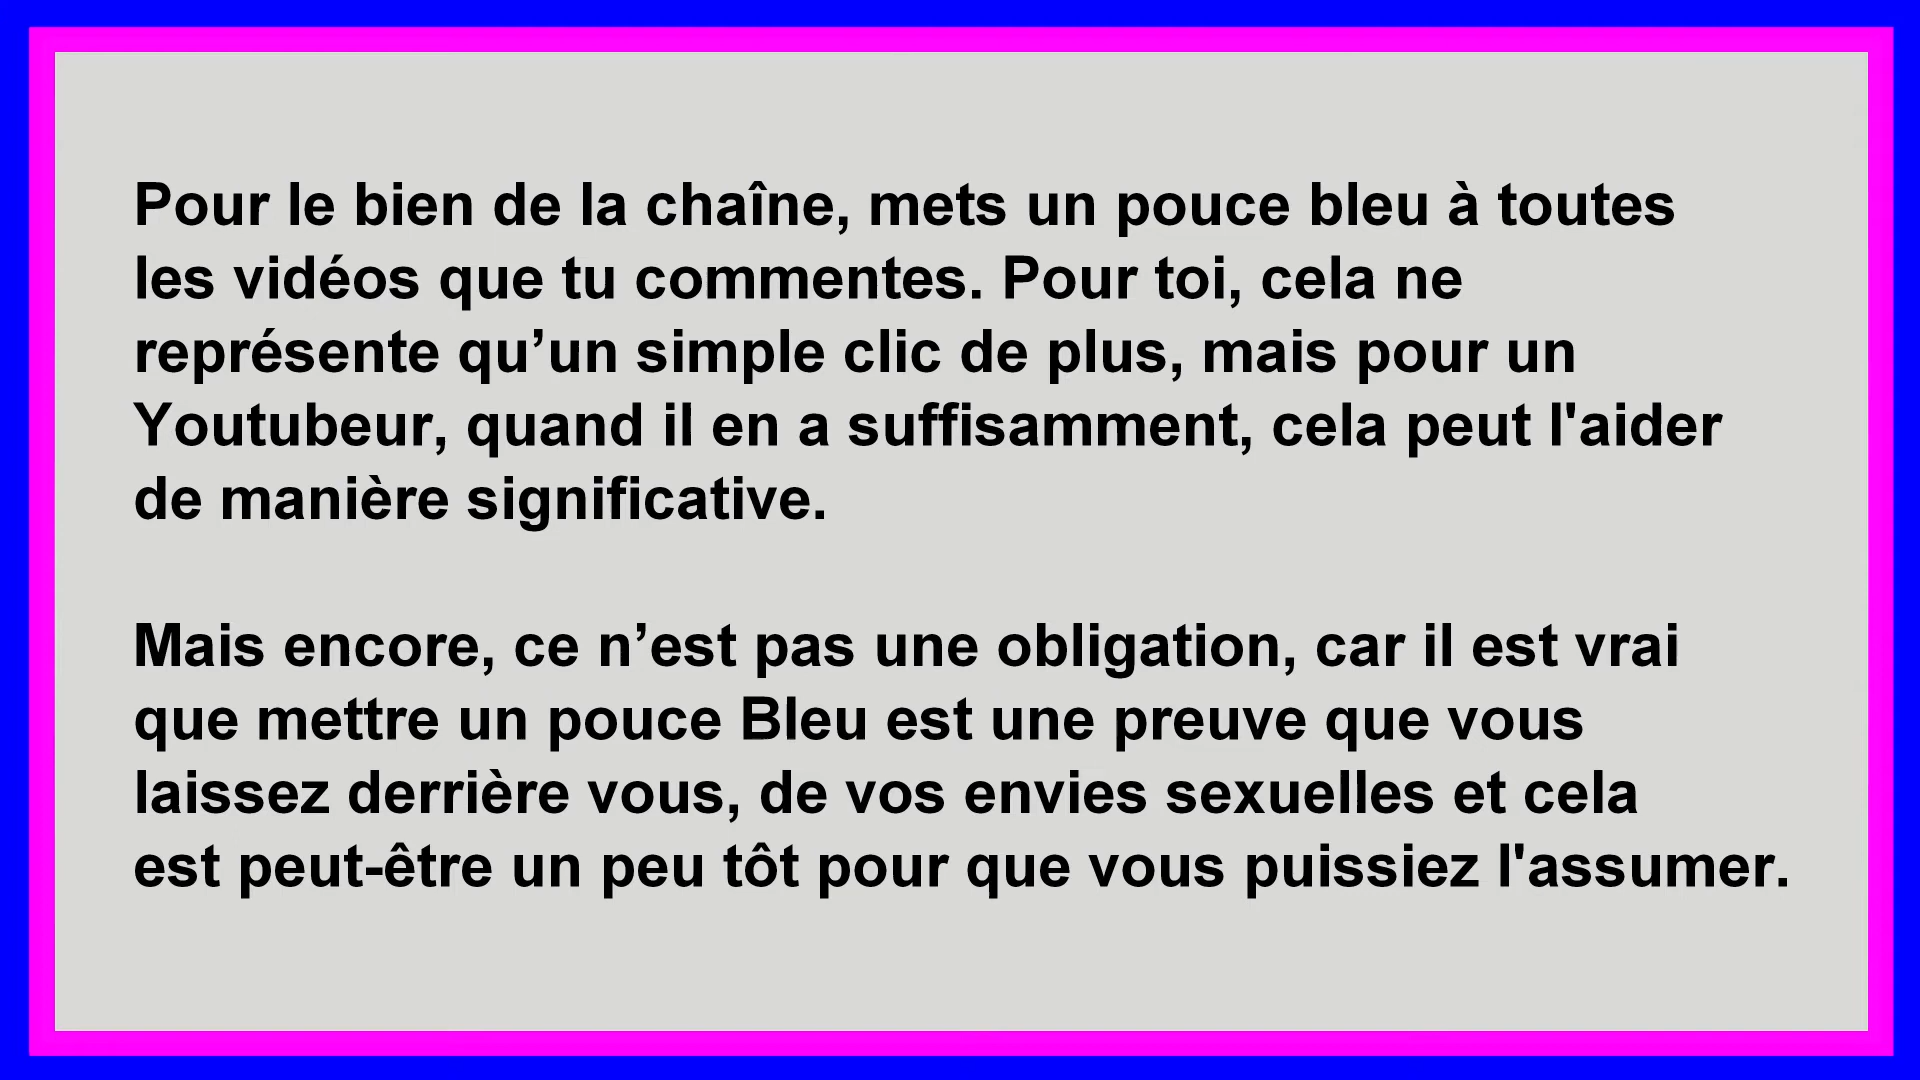 Pour le bien de la chaîne, mets un pouce bleu à toutes
les vidéos que tu commentes. Pour toi, cela ne
représente qu’un simple clic de plus, mais pour un
Youtubeur, quand il en a suffisamment, cela peut l'aider
de manière significative.
Mais encore, ce n’est pas une obligation, car il est vrai
que mettre un pouce Bleu est une preuve que vous
laissez derrière vous, de vos envies sexuelles et cela
est peut-être un peu tôt pour que vous puissiez l'assumer.